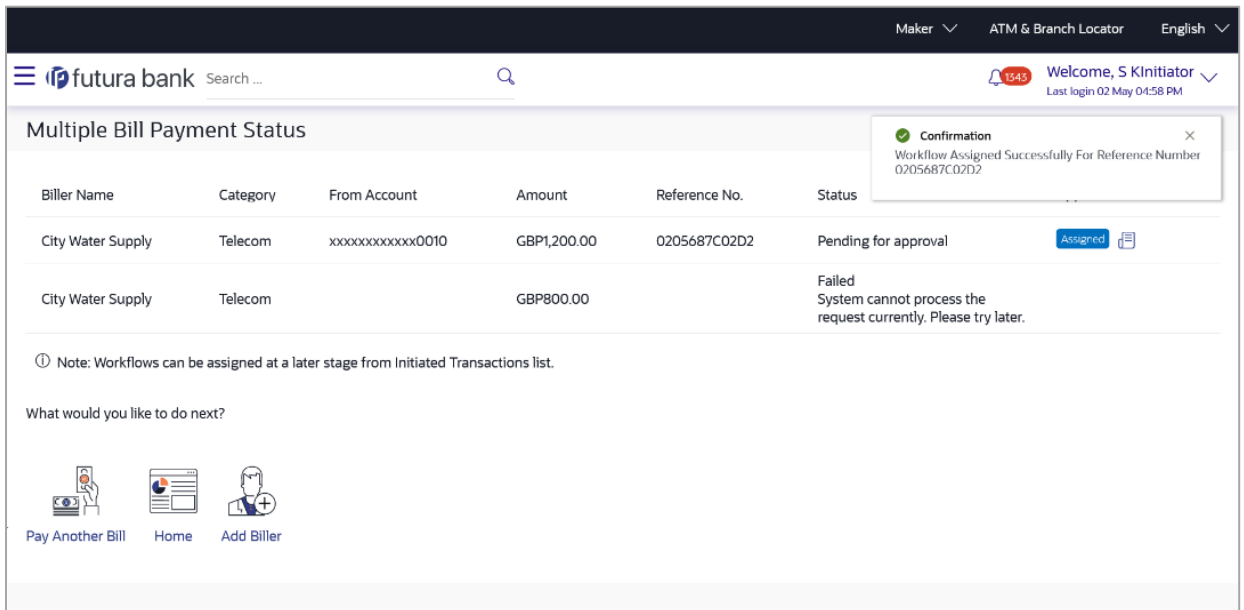 Maker ATM & Branch Locator English
futura bank Search ... 1343 Welcome, S KInitiator
Last login 02 May 04:58 PM
Multiple Bill Payment Status
Confirmation
Workflow Assigned Successfully For Reference Number
0205687C02D2
Biller Name Category From Account Amount Reference No. Status
City Water Supply Telecom xxxxxxxxxxxx0010 GBP1,200.00 0205687C02D2 Pending for approval Assigned
City Water Supply Telecom GBP800.00 Failed
System cannot process the
request currently. Please try later.
Note: Workflows can be assigned at a later stage from Initiated Transactions list.
What would you like to do next?
Pay Another Bill Home Add Biller